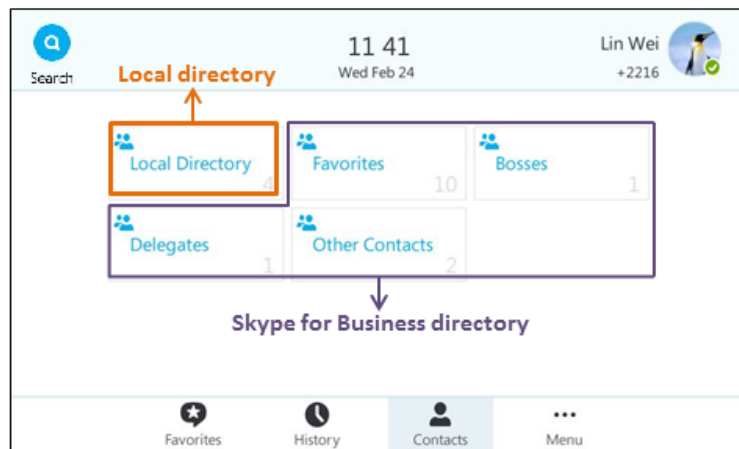 11 41
Lin Wei
Search
Wed Feb 24
+2216
Local directory
Local Directory
4
Favorites
10
Bosses
1
Delegates
1
Other Contacts
2
Skype for Business directory
Favorites
History
Contacts
Menu